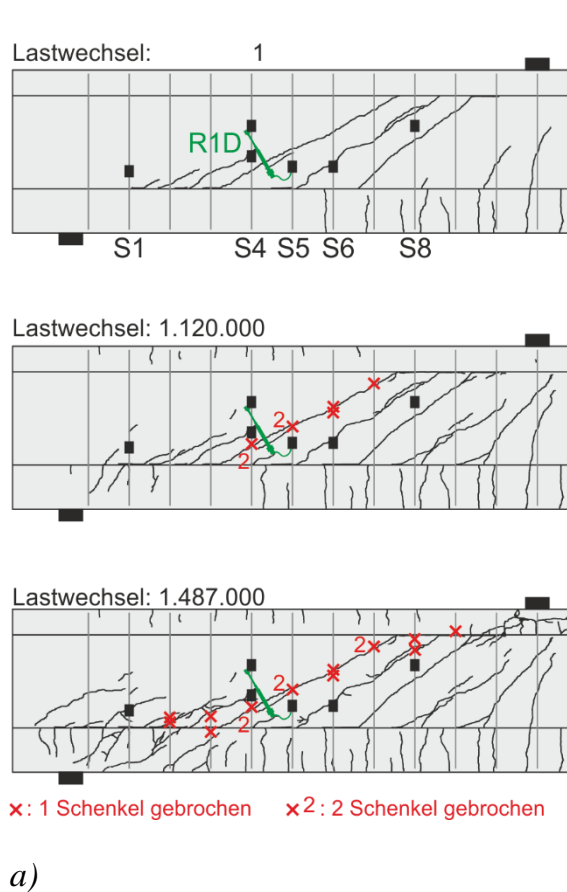 Lastwechsel: 1
R1D
S1 S4 S5 S6 S8
Lastwechsel: 1.120.000
2
2
Lastwechsel: 1.487.000
2
2
2
×: 1 Schenkel gebrochen ×2: 2 Schenkel gebrochen
a)